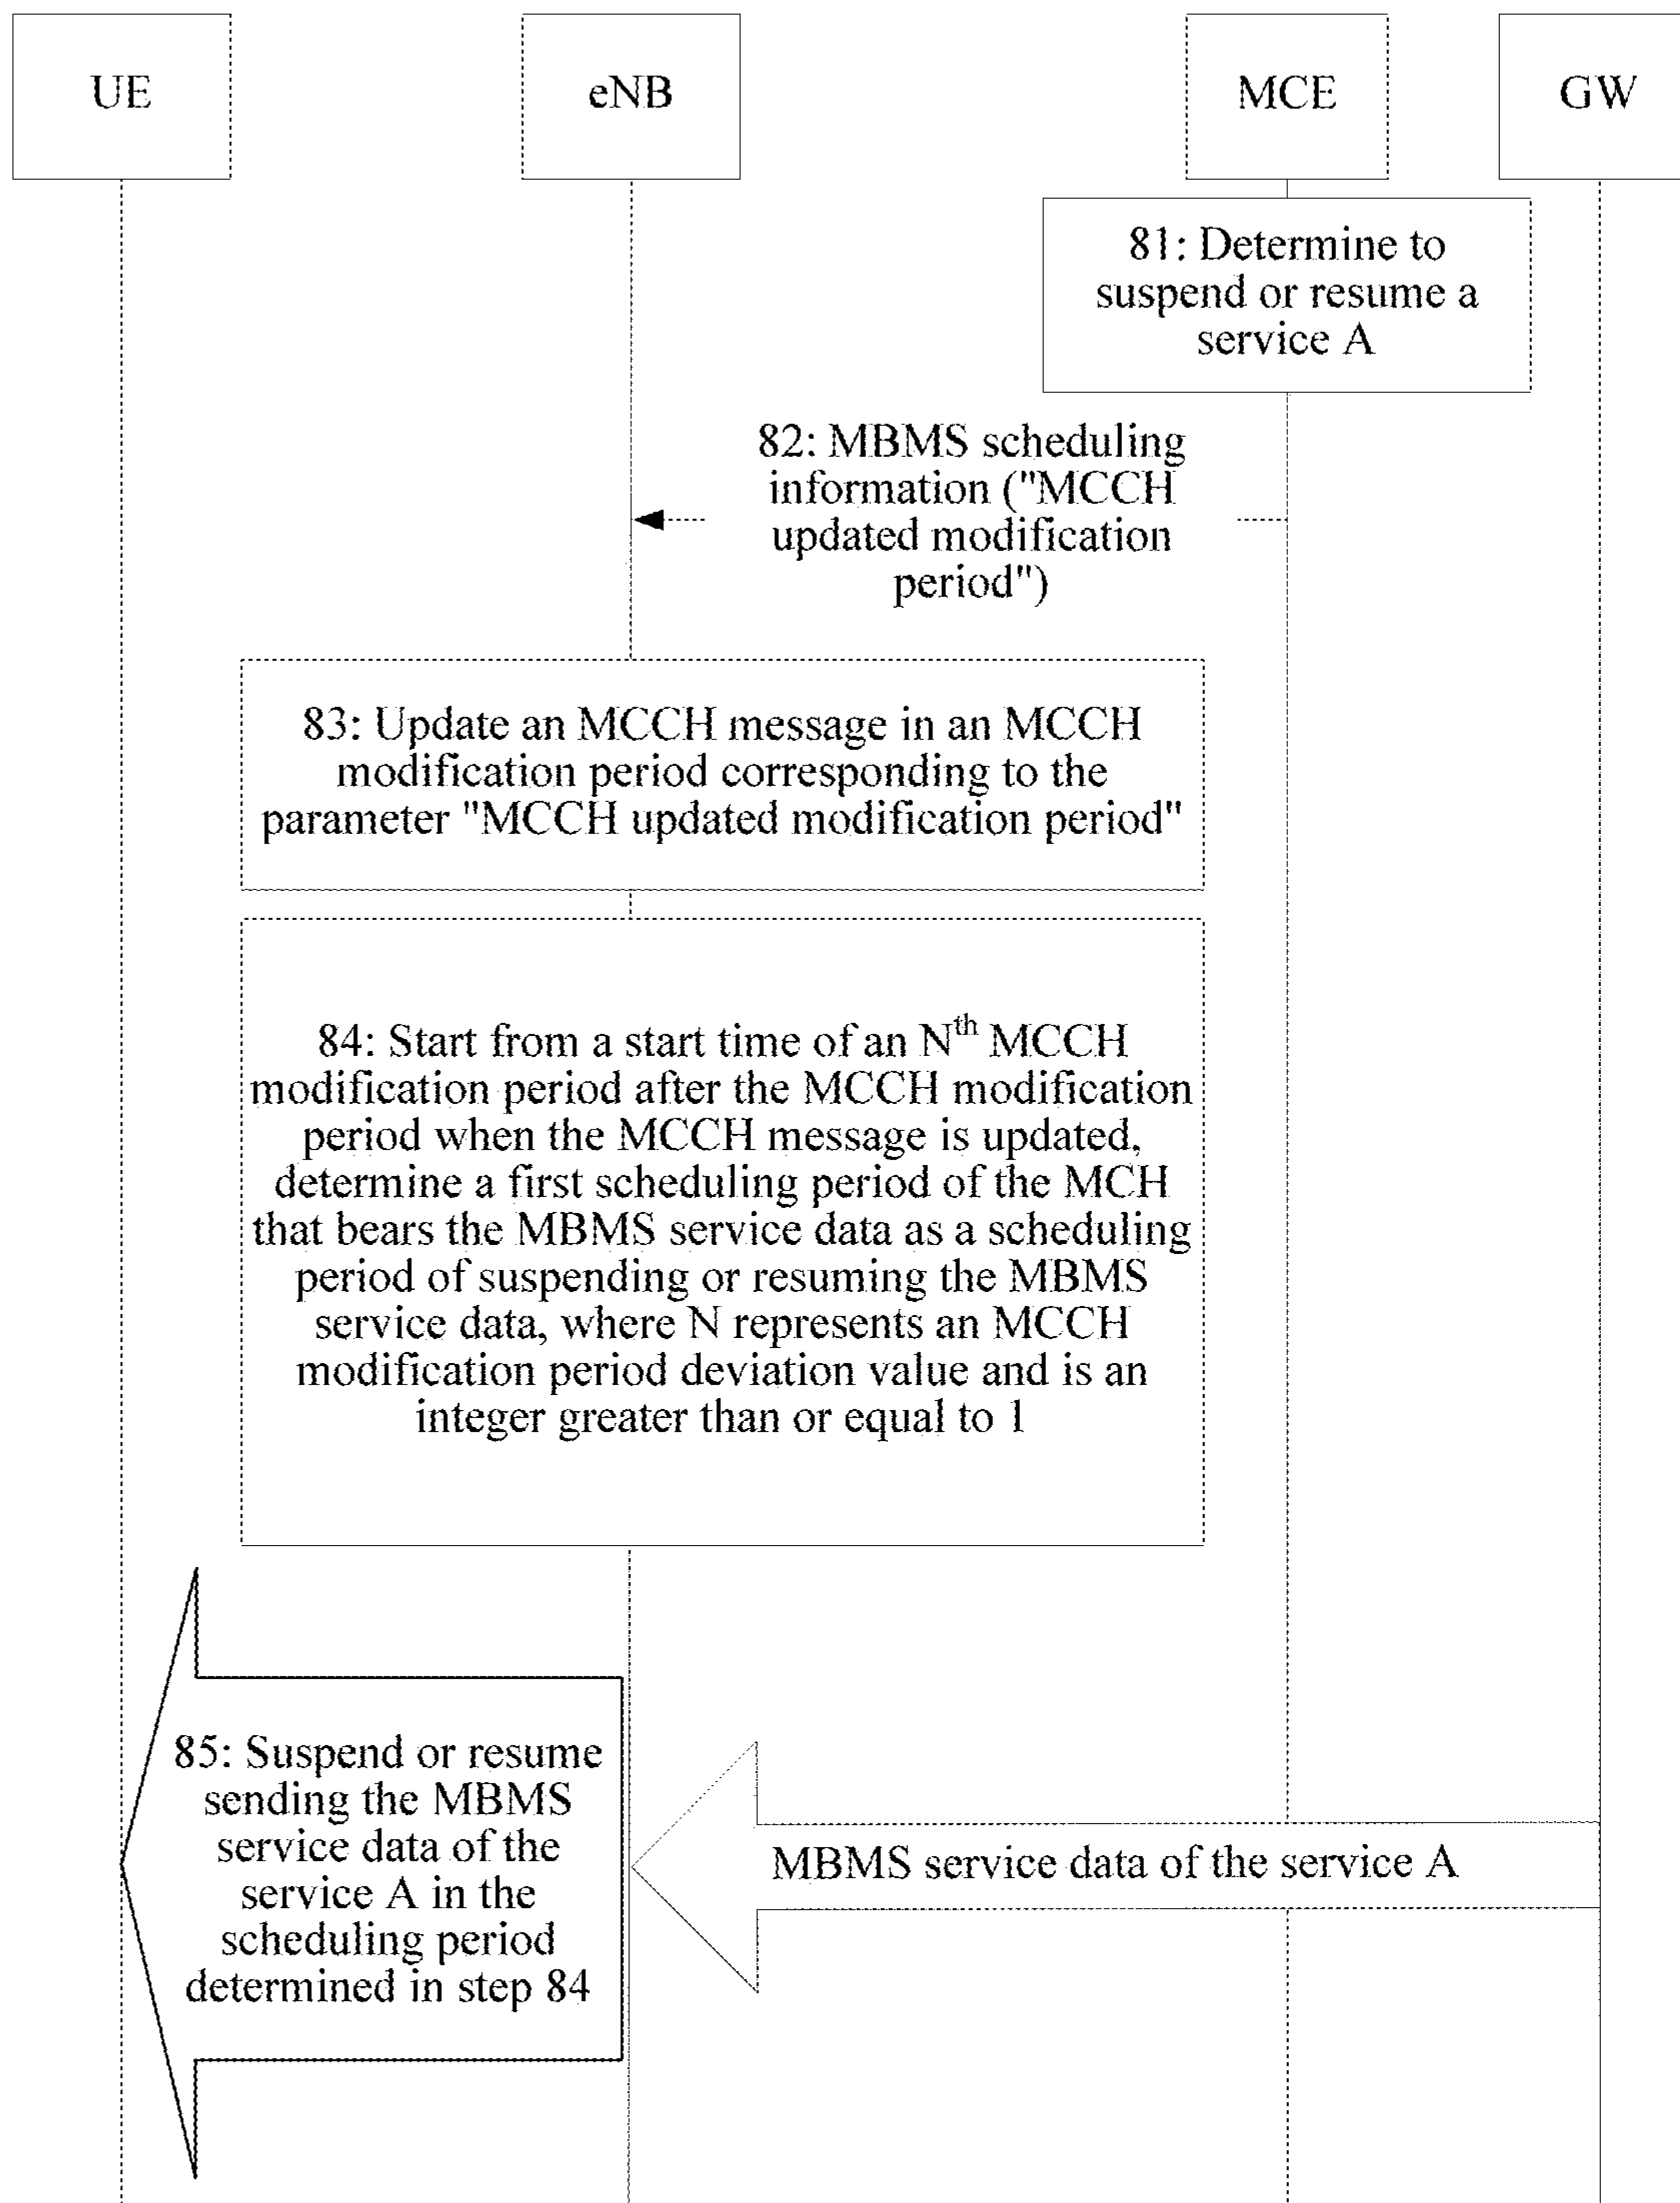 UE
eNB
MCE
GW
81: Determine to
suspend or resume a
service A
82: MBMS scheduling
information ("MCCH
updated modification
period")
83: Update an MCCH message in an MCCH
modification period corresponding to the
parameter "MCCH updated modification period"
84: Start from a start time of an Nth MCCH
modification period after the MCCH modification
period when the MCCH message is updated,
determine a first scheduling period of the MCH
that bears the MBMS service data as a scheduling
period of suspending or resuming the MBMS
service data, where N represents an MCCH
modification period deviation value and is an
integer greater than or equal to 1
85: Suspend or resume
sending the MBMS
service data of the
service A in the
scheduling period
determined in step 84
MBMS service data of the service A